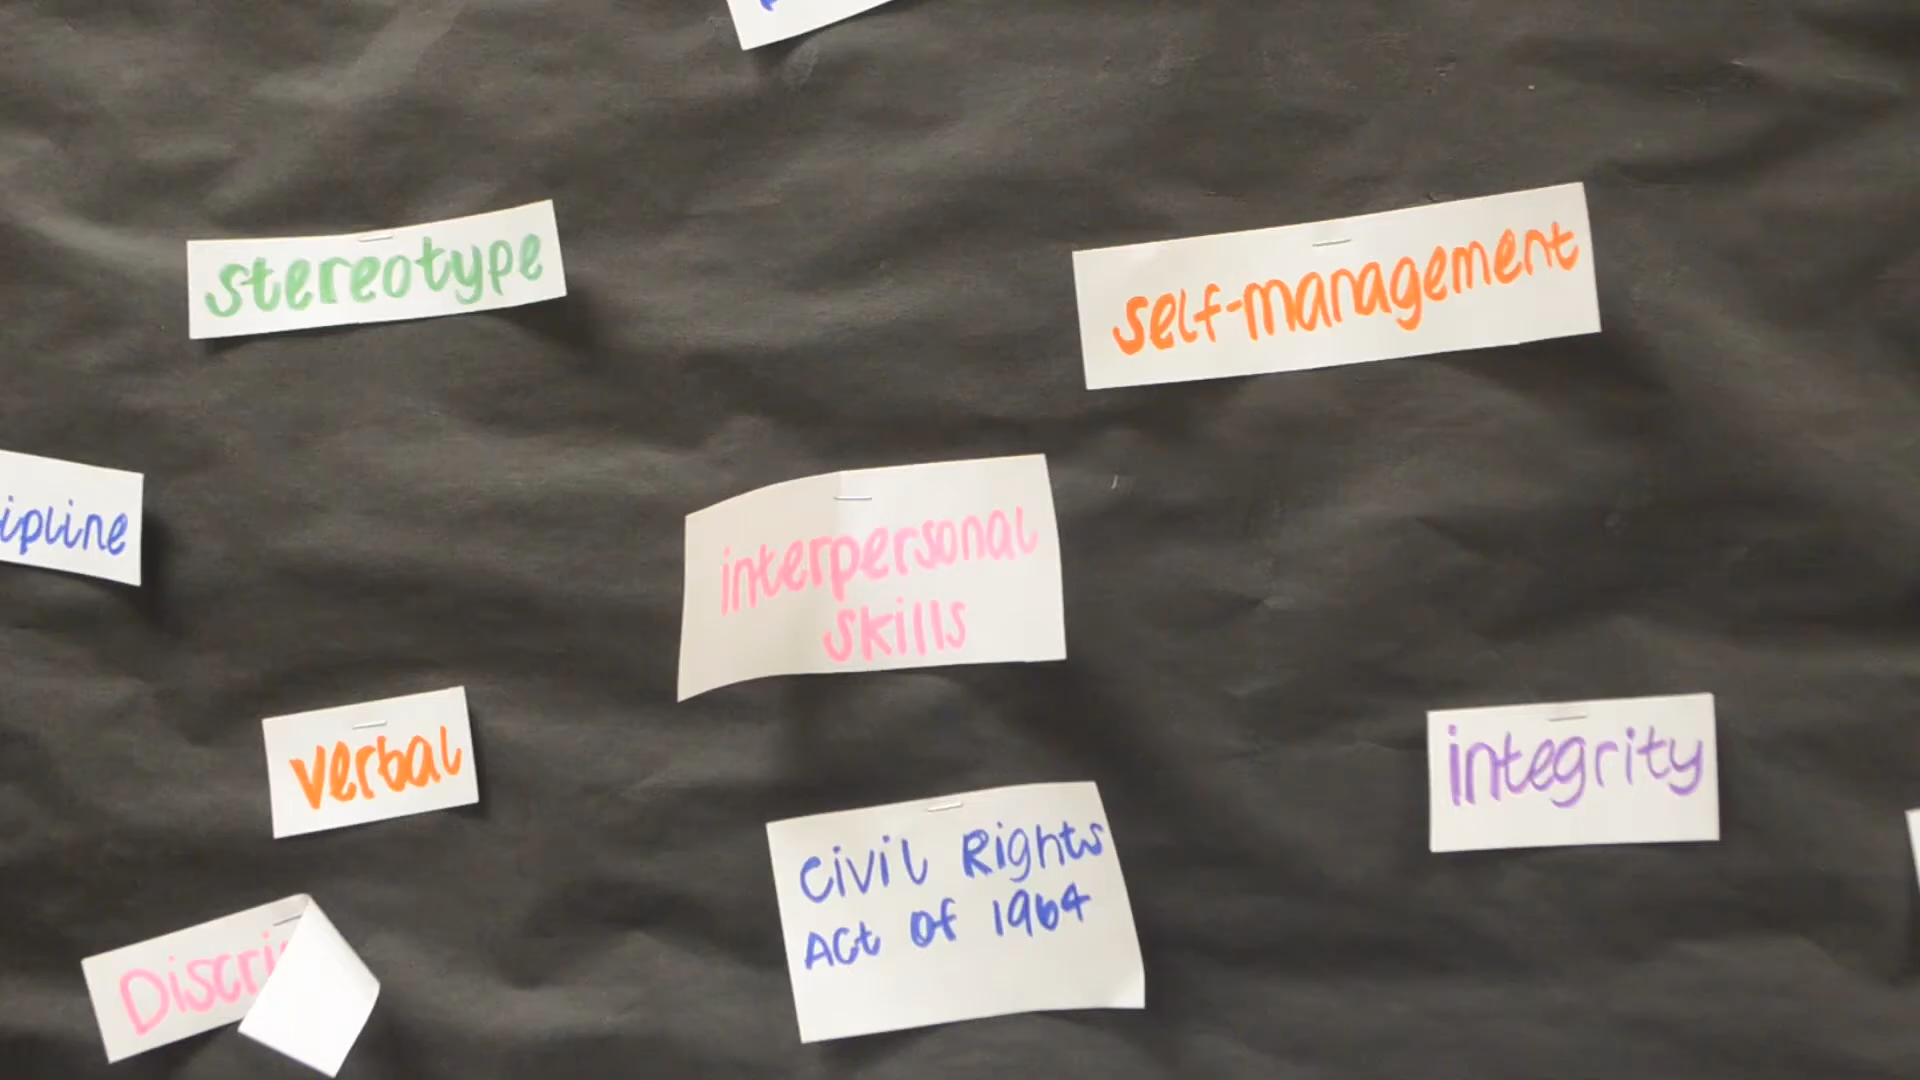 stereotype
self-management
ipline
interpersonal
skills
verbal
integrity
Civil Rights
Act of 1964
Discri